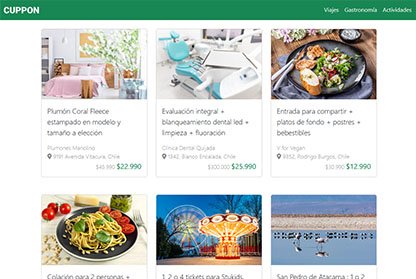 CUPPON
Viajes Gastronomía Actividades
Plumón Coral Fleece
estampado en modelo y
tamaño a elección
Plumones Manolino
9191 Avenida Vitacura, Chile
$45.990 $22.990
Evaluación integral +
blanqueamiento dental led +
limpieza + fluoración
Clínica Dental Quijada
1842, Banco Encalada, Chile
$300.000 $25.990
Entrada para compartir +
platos de fondo + postres +
bebestibles
V for Vegan
9352, Rodrigo Burgos, Chile
$30.990 $12.990
Colación para 2 personas +
1, 2 o 4 tickets para Stukids
San Pedro de Atacama : 1 o 2